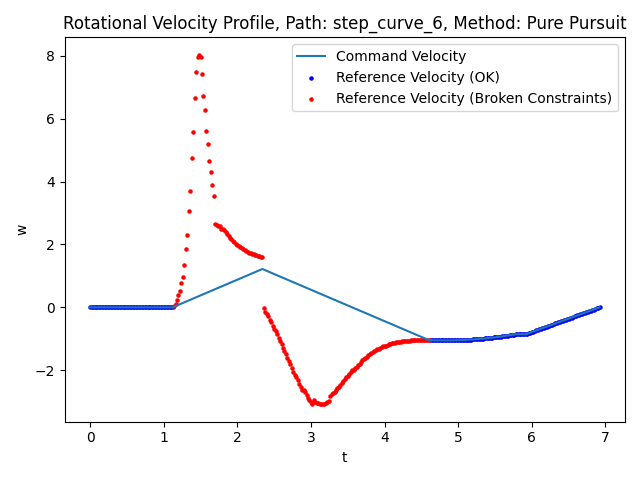 Rotational Velocity Profile, Path: step_curve_6, Method: Pure Pursuit
Command Velocity
Reference Velocity (OK)
Reference Velocity (Broken Constraints)
8
6
4
2
0
−2
w
0 1 2 3 4 5 6 7
t